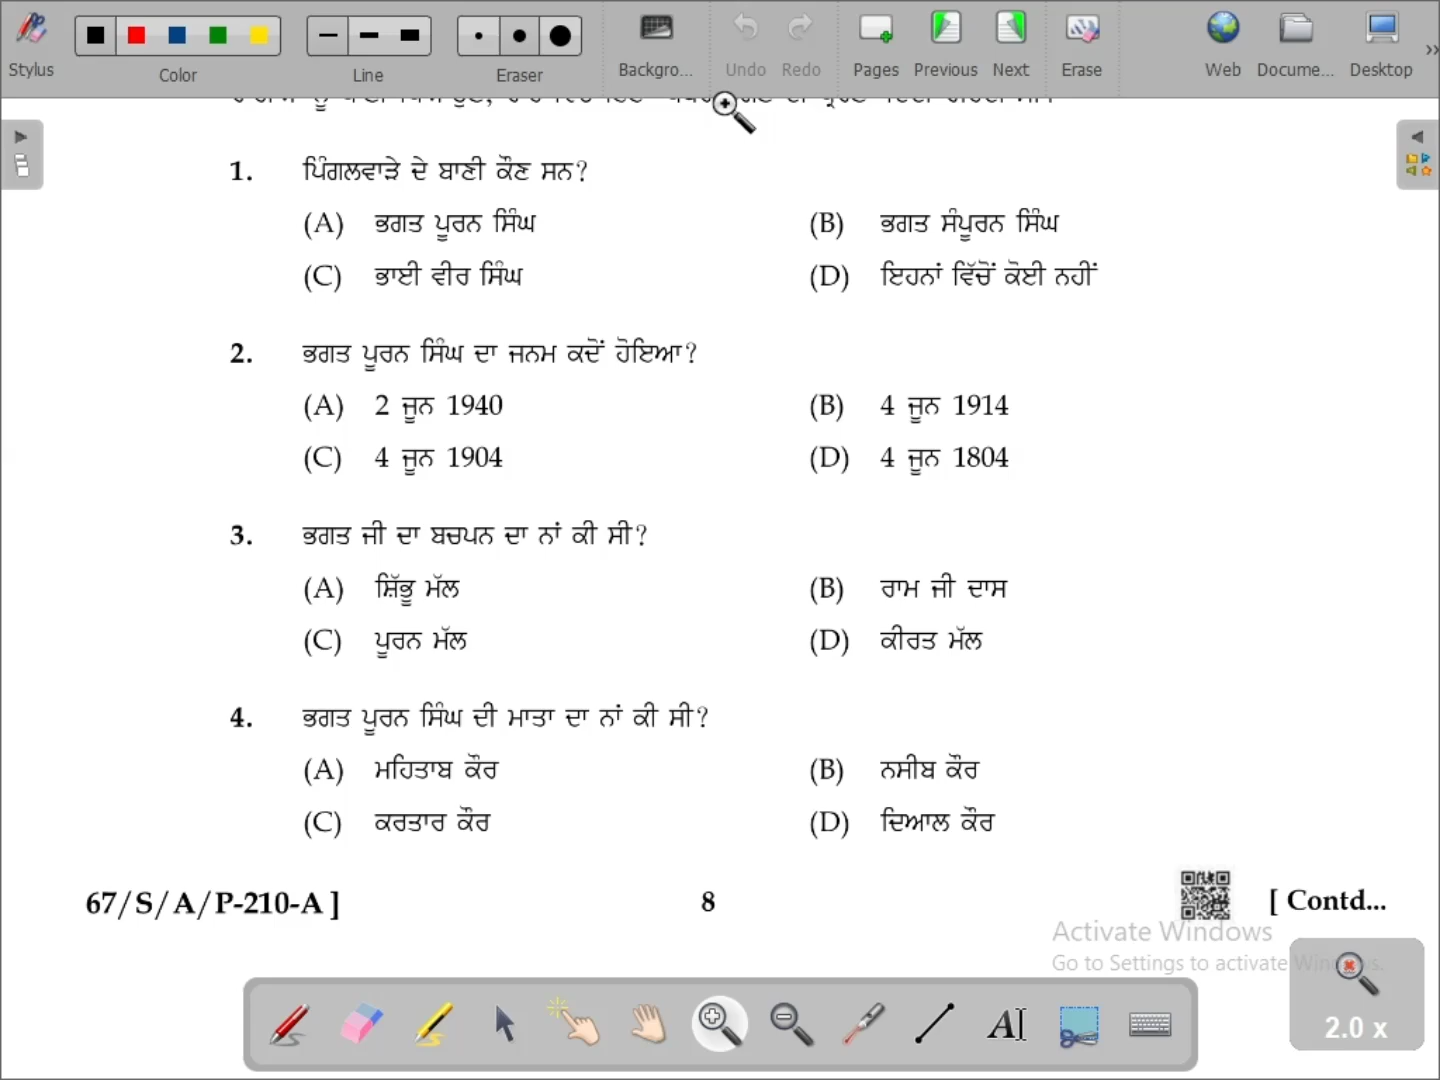 Stylus
Color
Line
Eraser
Backgro...
Undo
Redo
Pages
Previous
Next
Erase
Web
Docume...
Desktop
1. ਪਿੰਗਲਵਾੜੇ ਦੇ ਬਾਣੀ ਕੌਣ ਸਨ?
(A) ਭਗਤ ਪੂਰਨ ਸਿੰਘ (B) ਭਗਤ ਸੰਪੂਰਨ ਸਿੰਘ
(C) ਭਾਈ ਵੀਰ ਸਿੰਘ (D) ਇਹਨਾਂ ਵਿੱਚੋਂ ਕੋਈ ਨਹੀਂ
2. ਭਗਤ ਪੂਰਨ ਸਿੰਘ ਦਾ ਜਨਮ ਕਦੋਂ ਹੋਇਆ?
(A) 2 ਜੂਨ 1940 (B) 4 ਜੂਨ 1914
(C) 4 ਜੂਨ 1904 (D) 4 ਜੂਨ 1804
3. ਭਗਤ ਜੀ ਦਾ ਬਚਪਨ ਦਾ ਨਾਂ ਕੀ ਸੀ?
(A) ਸ਼ਿੱਭੂ ਮੱਲ (B) ਰਾਮ ਜੀ ਦਾਸ
(C) ਪੂਰਨ ਮੱਲ (D) ਕੀਰਤ ਮੱਲ
4. ਭਗਤ ਪੂਰਨ ਸਿੰਘ ਦੀ ਮਾਤਾ ਦਾ ਨਾਂ ਕੀ ਸੀ?
(A) ਮਹਿਤਾਬ ਕੌਰ (B) ਨਸੀਬ ਕੌਰ
(C) ਕਰਤਾਰ ਕੌਰ (D) ਦਿਆਲ ਕੌਰ
67/S/A/P-210-A ] 8 [ Contd...
Activate Windows
Go to Settings to activate Windows.
2.0 x